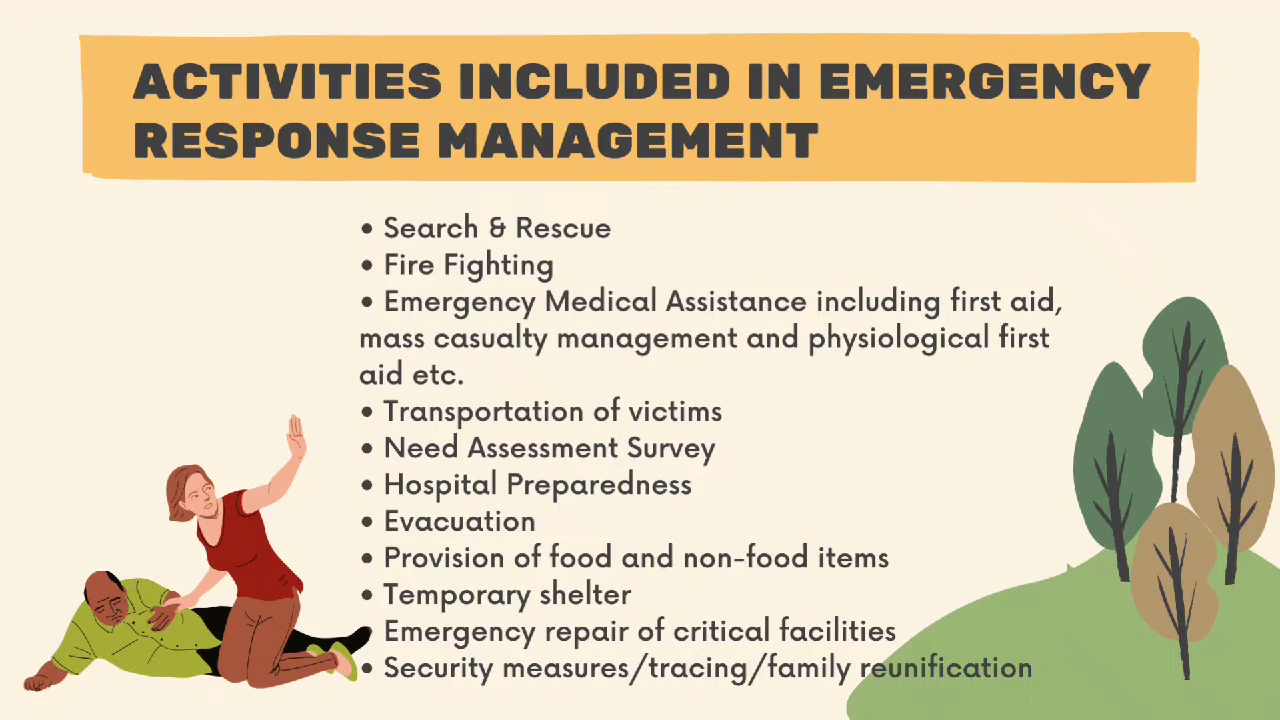 ACTIVITIES INCLUDED IN EMERGENCY
RESPONSE MANAGEMENT
• Search & Rescue
• Fire Fighting
• Emergency Medical Assistance including first aid,
mass casualty management and physiological first
aid etc.
• Transportation of victims
• Need Assessment Survey
• Hospital Preparedness
• Evacuation
• Provision of food and non-food items
• Temporary shelter
• Emergency repair of critical facilities
• Security measures/tracing/family reunification